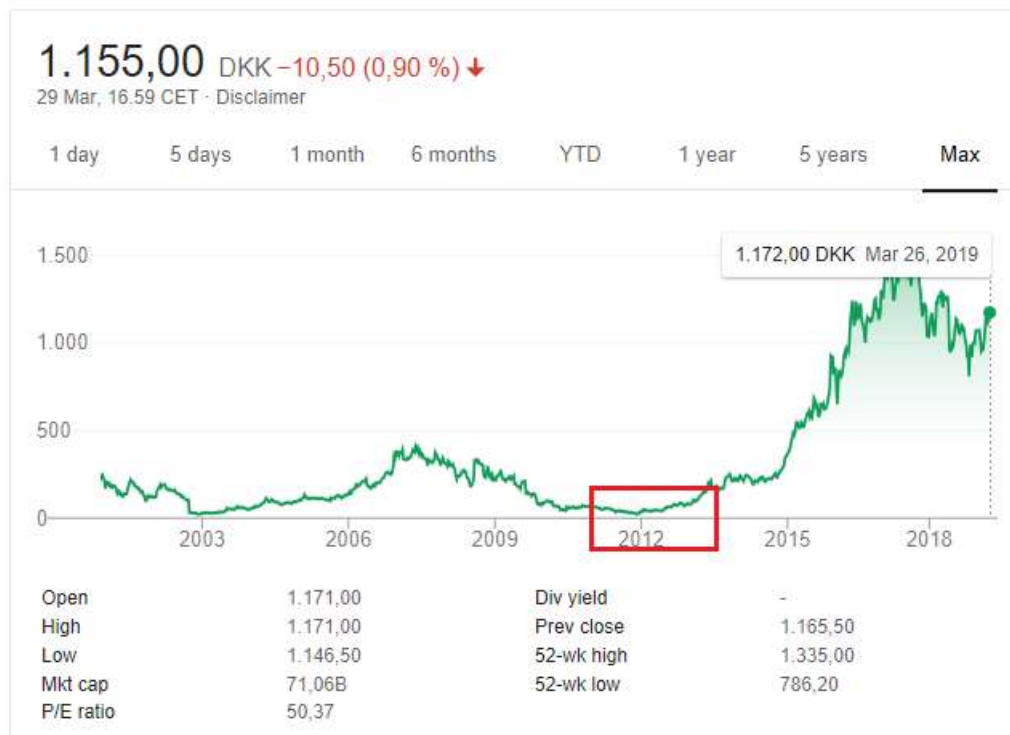 1.155,00 DKK −10,50 (0,90 %)
29 Mar, 16.59 CET · Disclaimer
1 day 5 days 1 month 6 months YTD 1 year 5 years Max
1.172,00 DKK Mar 26, 2019
1.500
1.000
500
0
2003 2006 2009 2012 2015 2018
Open 1.171,00 Div yield -
High 1.171,00 Prev close 1.165,50
Low 1.146,50 52-wk high 1.335,00
Mkt cap 71,06B 52-wk low 786,20
P/E ratio 50,37